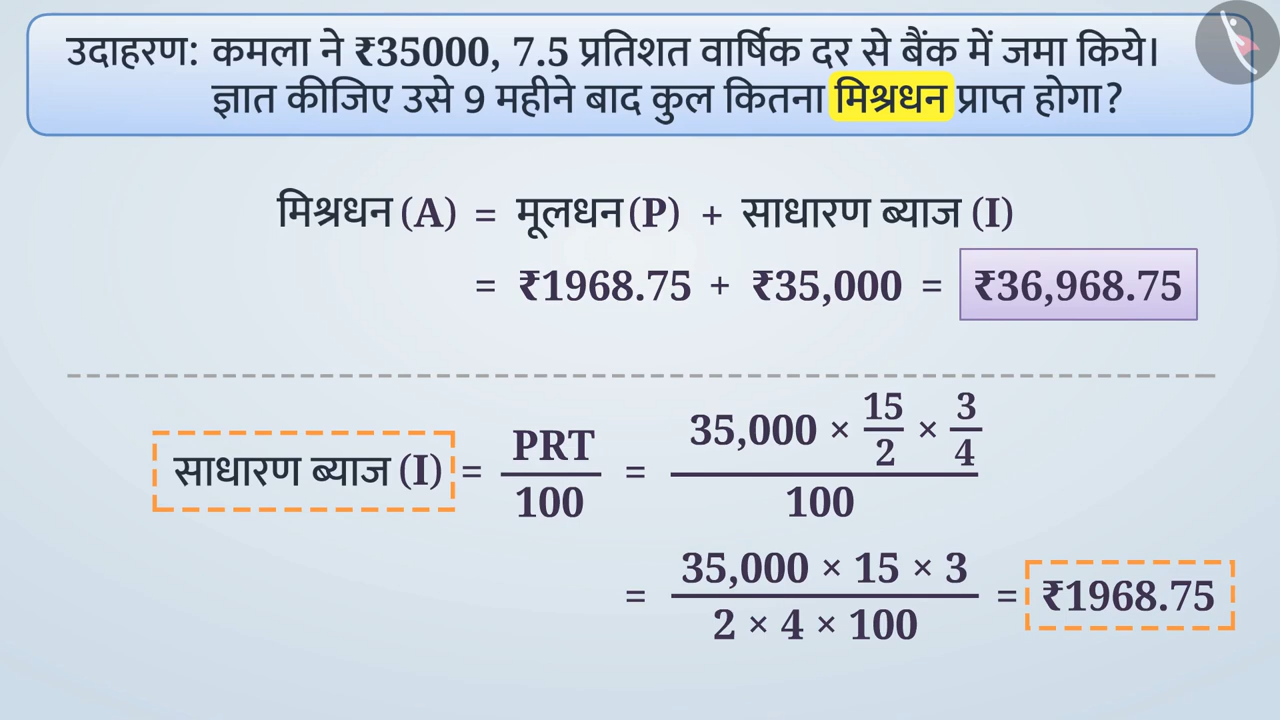 उदाहरण: कमला ने ₹35000, 7.5 प्रतिशत वार्षिक दर से बैंक में जमा किये।
ज्ञात कीजिए उसे 9 महीने बाद कुल कितना मिश्रधन प्राप्त होगा?
मिश्रधन (A) = मूलधन (P) + साधारण ब्याज (I)
= ₹1968.75 + ₹35,000 = ₹36,968.75
साधारण ब्याज (I) = PRT/100 = 35,000 × 15/2 × 3/4 / 100
= 35,000 × 15 × 3 / 2 × 4 × 100 = ₹1968.75